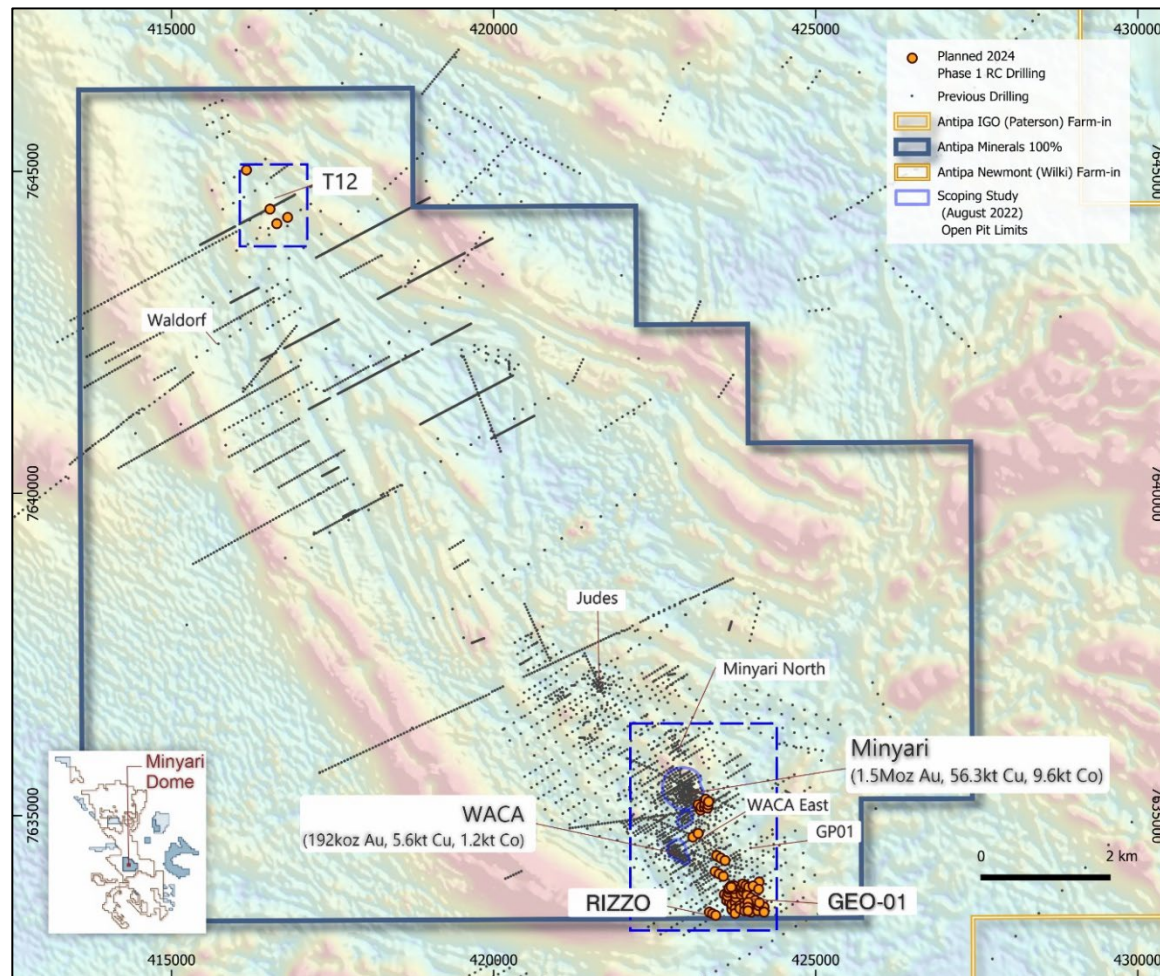 415000
420000
425000
430000
Planned 2024
Phase 1 RC Drilling
Previous Drilling
Antipa IGO (Paterson) Farm-in
Antipa Minerals 100%
Antipa Newmont (Wilki) Farm-in
Scoping Study
(August 2022)
Open Pit Limits
7645000
7645000
T12
Waldorf
7640000
7640000
Judes
Minyari North
Minyari
(1.5Moz Au, 56.3kt Cu, 9.6kt Co)
Minyari
Dome
WACA
(192koz Au, 5.6kt Cu, 1.2kt Co)
WACA East
GP01
7635000
7635000
0
2 km
RIZZO
GEO-01
415000
420000
425000
430000